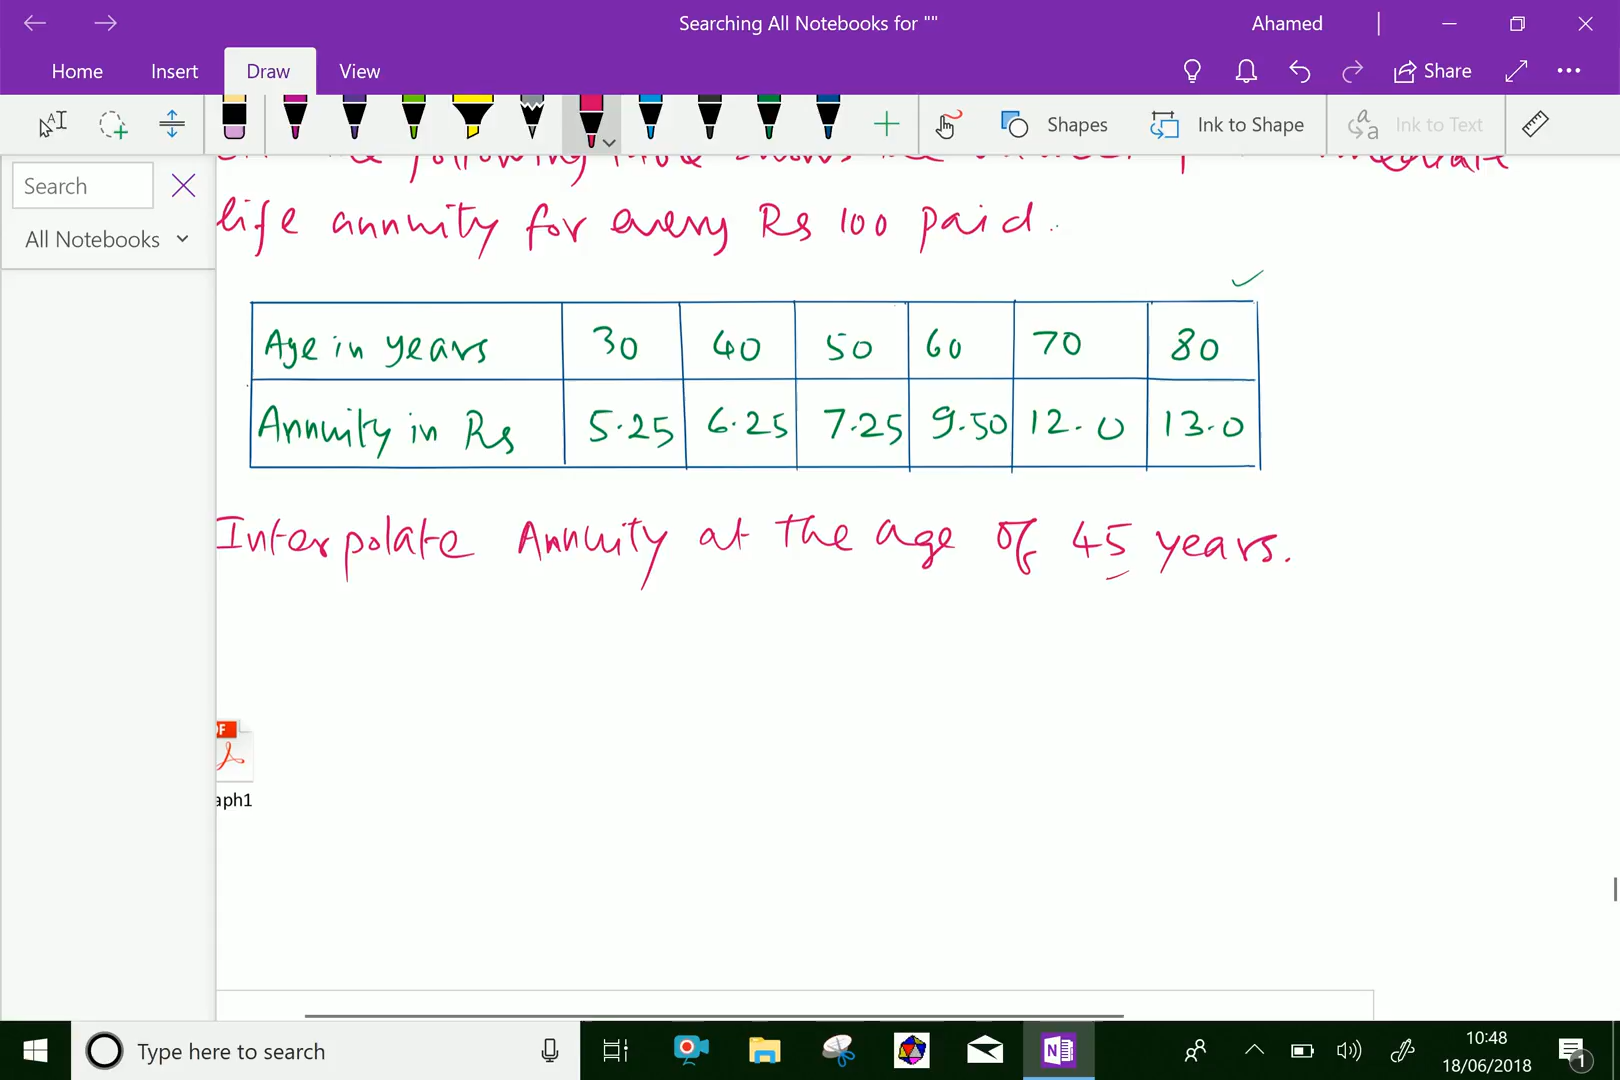 Searching All Notebooks for ""
Ahamed
Home Insert Draw View
Share
Shapes Ink to Shape Ink to Text
Search
All Notebooks
following
life annuity for every Rs 100 paid.
Age in years 30 40 50 60 70 80
Annuity in Rs 5.25 6.25 7.25 9.50 12.0 13.0
Interpolate Annuity at the age of 45 years.
aph1
Type here to search
10:48
18/06/2018
1